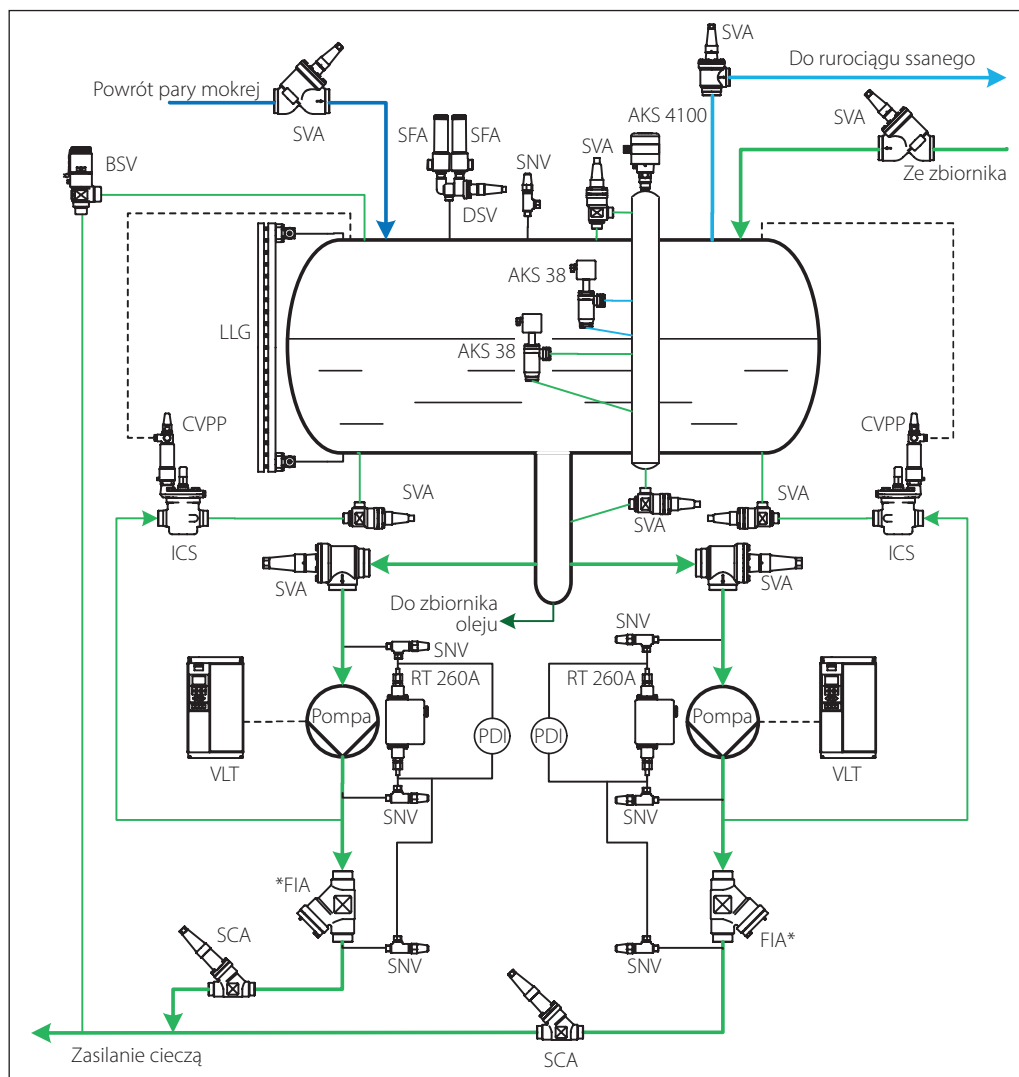 SVA
Do rurociągu ssanego
Powrót pary mokrej
SVA
AKS 4100
SVA
SFA
SFA
SVA
BSV
SNV
Ze zbiornika
DSV
AKS 38
LLG
AKS 38
CVPP
CVPP
SVA
SVA
SVA
ICS
ICS
SVA
SVA
Do zbiornika
oleju
SNV
SNV
RT 260A
RT 260A
Pompa
PDI
PDI
Pompa
VLT
VLT
SNV
SNV
*FIA
SCA
FIA*
SNV
SNV
SCA
Zasilanie cieczą